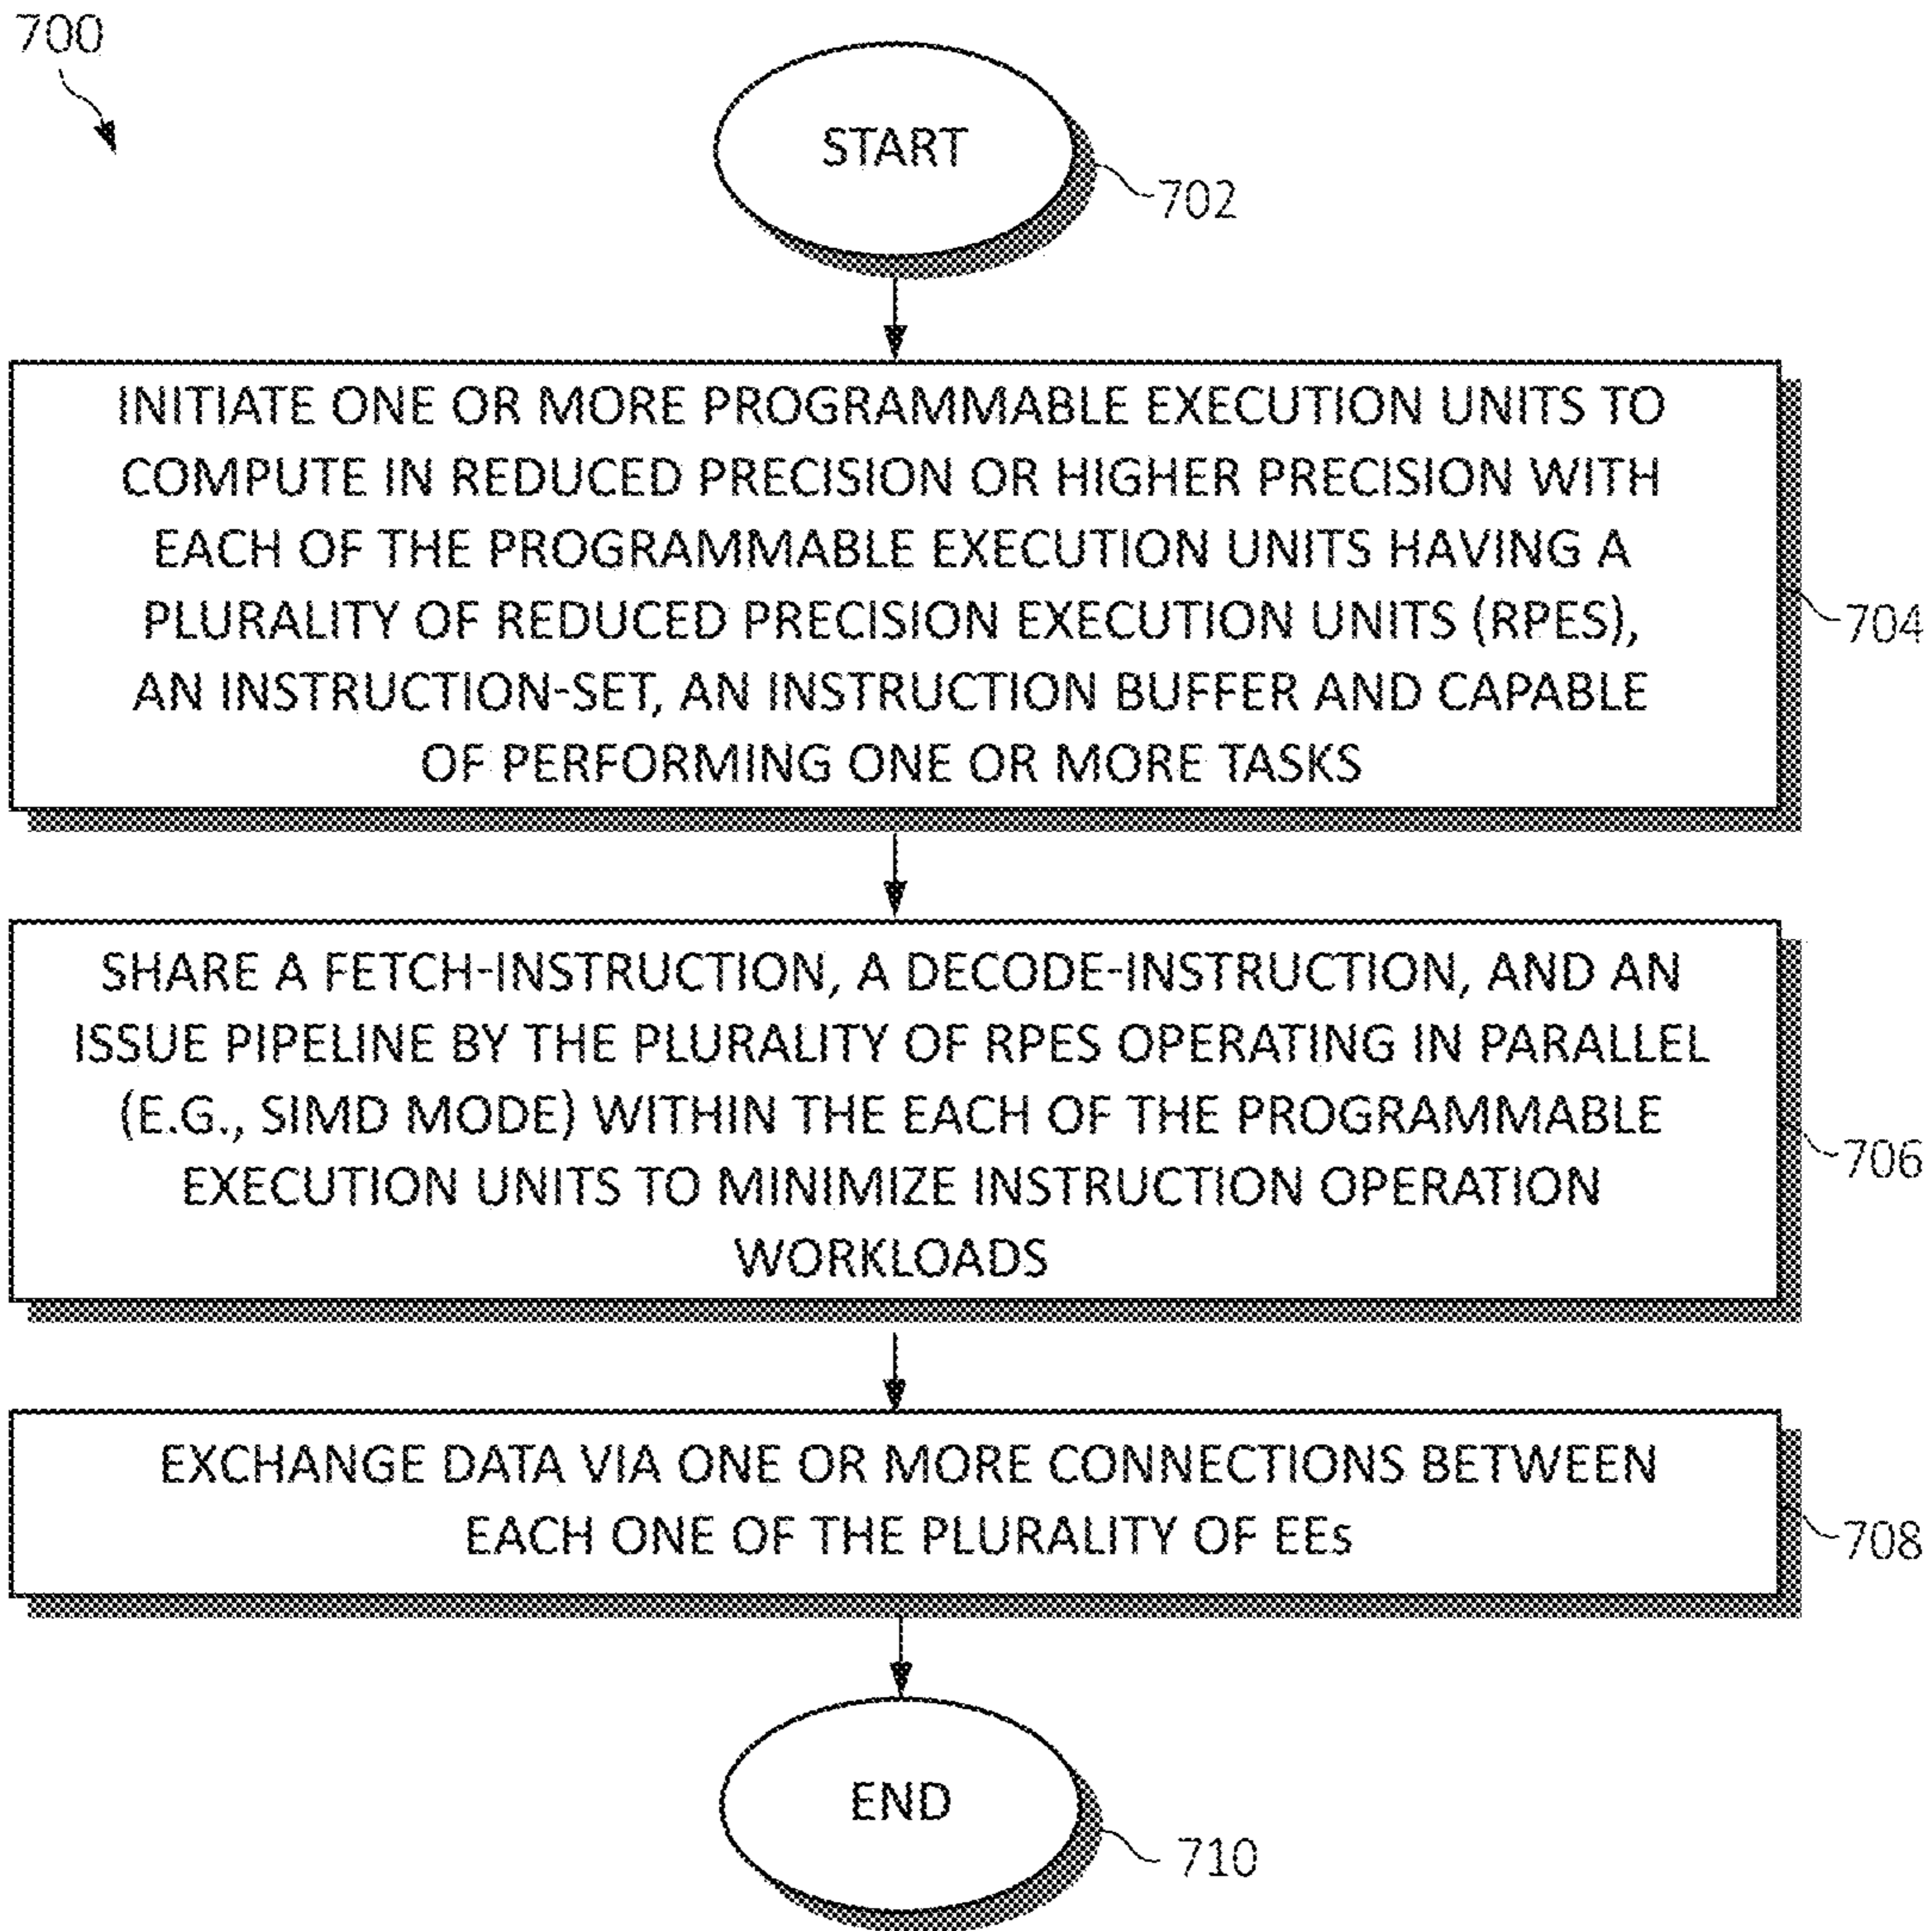 700
START
702
INITIATE ONE OR MORE PROGRAMMABLE EXECUTION UNITS TO
COMPUTE IN REDUCED PRECISION OR HIGHER PRECISION WITH
EACH OF THE PROGRAMMABLE EXECUTION UNITS HAVING A
PLURALITY OF REDUCED PRECISION EXECUTION UNITS (RPES),
AN INSTRUCTION-SET, AN INSTRUCTION BUFFER AND CAPABLE
OF PERFORMING ONE OR MORE TASKS
704
SHARE A FETCH-INSTRUCTION, A DECODE-INSTRUCTION, AND AN
ISSUE PIPELINE BY THE PLURALITY OF RPES OPERATING IN PARALLEL
(E.G., SIMD MODE) WITHIN THE EACH OF THE PROGRAMMABLE
EXECUTION UNITS TO MINIMIZE INSTRUCTION OPERATION
WORKLOADS
706
EXCHANGE DATA VIA ONE OR MORE CONNECTIONS BETWEEN
EACH ONE OF THE PLURALITY OF EEs
708
END
710